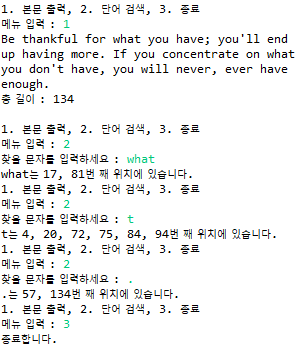 1. 본문 출력, 2. 단어 검색, 3. 종료
메뉴 입력 : 1
Be thankful for what you have; you'll end
up having more. If you concentrate on what
you don't have, you will never, ever have
enough.
총 길이 : 134
1. 본문 출력, 2. 단어 검색, 3. 종료
메뉴 입력 : 2
찾을 문자를 입력하세요 : what
what는 17, 81번 째 위치에 있습니다.
1. 본문 출력, 2. 단어 검색, 3. 종료
메뉴 입력 : 2
찾을 문자를 입력하세요 : t
t는 4, 20, 72, 75, 84, 94번 째 위치에 있습니다.
1. 본문 출력, 2. 단어 검색, 3. 종료
메뉴 입력 : 2
찾을 문자를 입력하세요 : .
.는 57, 134번 째 위치에 있습니다.
1. 본문 출력, 2. 단어 검색, 3. 종료
메뉴 입력 : 3
종료합니다.